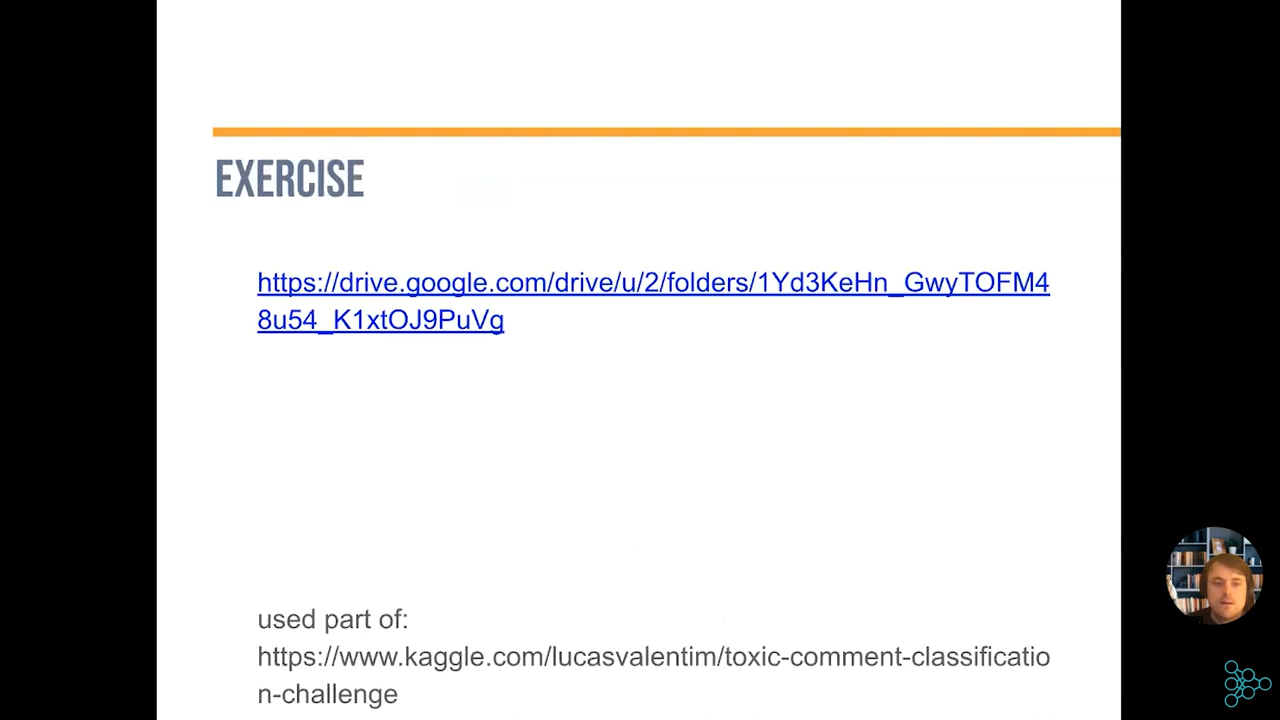 EXERCISE
https://drive.google.com/drive/u/2/folders/1Yd3KeHn_GwyTOFM4
8u54_K1xtOJ9PuVg
used part of:
https://www.kaggle.com/lucasvalentim/toxic-comment-classificatio
n-challenge